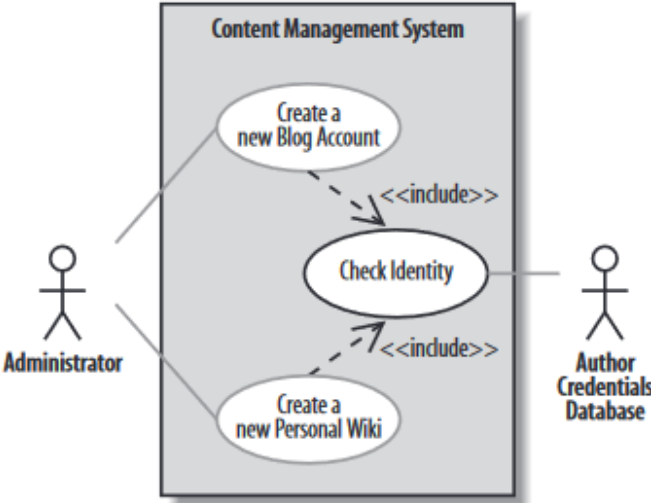 Content Management System
Create a
new Blog Account
<<include>>
Check Identity
Administrator
<<include>>
Author
Credentials
Database
Create a
new Personal Wiki